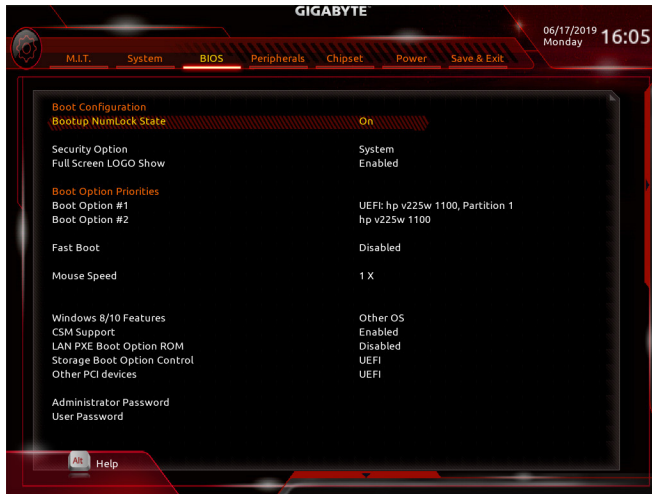 GIGABYTE
06/17/2019 16:05
Monday
M.I.T. System BIOS Peripherals Chipset Power Save & Exit
Boot Configuration
Bootup NumLock State On
Security Option System
Full Screen LOGO Show Enabled
Boot Option Priorities
Boot Option #1 UEFI: hp v225w 1100, Partition 1
Boot Option #2 hp v225w 1100
Fast Boot Disabled
Mouse Speed 1 X
Windows 8/10 Features Other OS
CSM Support Enabled
LAN PXE Boot Option ROM Disabled
Storage Boot Option Control UEFI
Other PCI devices UEFI
Administrator Password
User Password
Alt Help